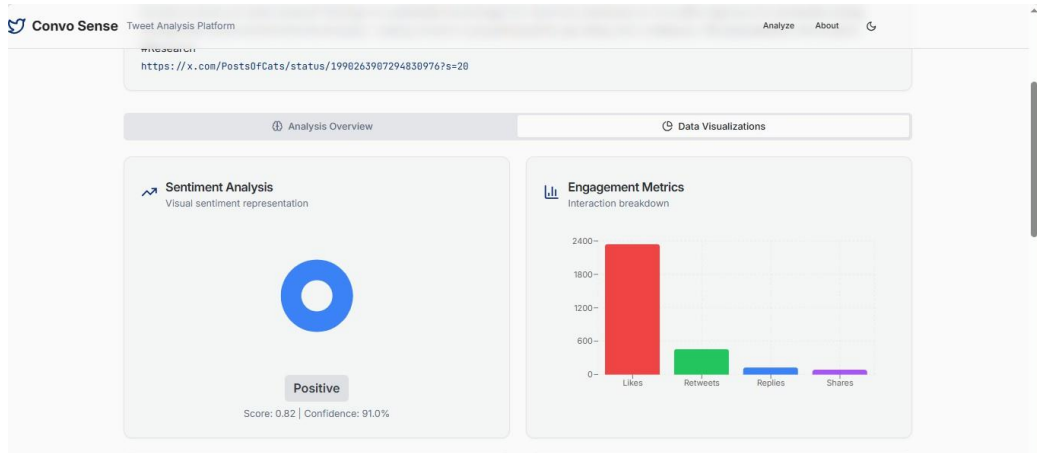 Convo Sense Tweet Analysis Platform Analyze About
#Research
https://x.com/PostsOfCats/status/1990263907294830976?s=20
Analysis Overview
Data Visualizations
Sentiment Analysis
Visual sentiment representation
Positive
Score: 0.82 | Confidence: 91.0%
Engagement Metrics
Interaction breakdown
2400
1800
1200
600
0
Likes Retweets Replies Shares